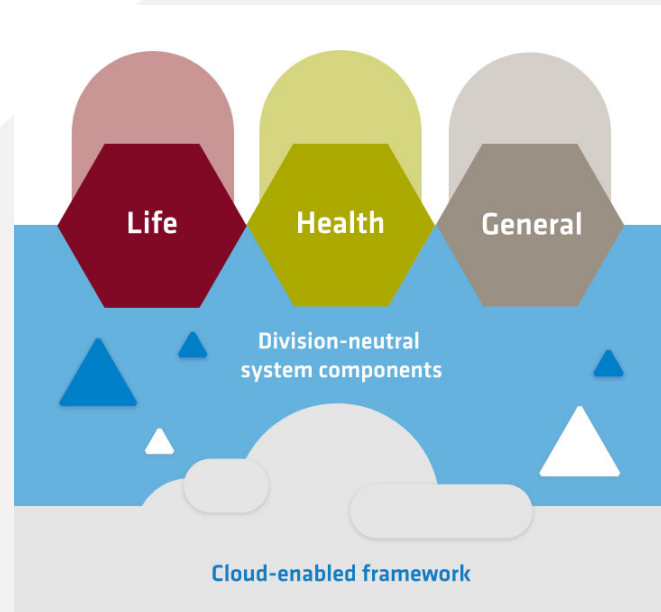 Life
Health
General
Division-neutral
system components
Cloud-enabled framework